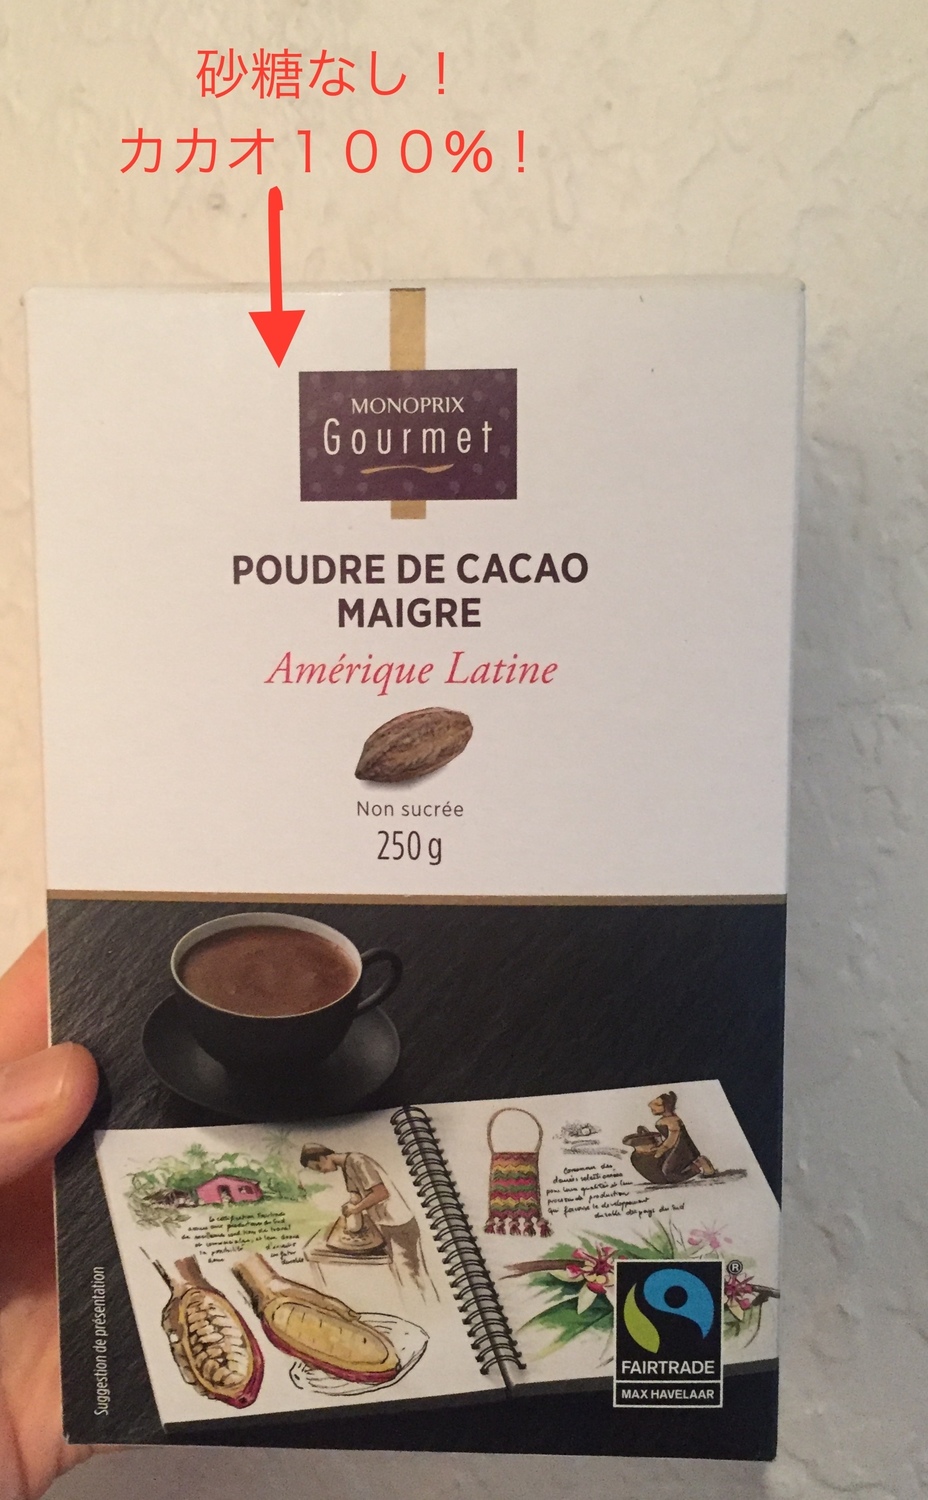 砂糖なし！
カカオ１００％！
MONOPRIX
Gourmet
POUDRE DE CACAO
MAIGRE
Amérique Latine
Non sucrée
250 g
Suggestion de présentation
FAIRTRADE
MAX HAVELAAR
®